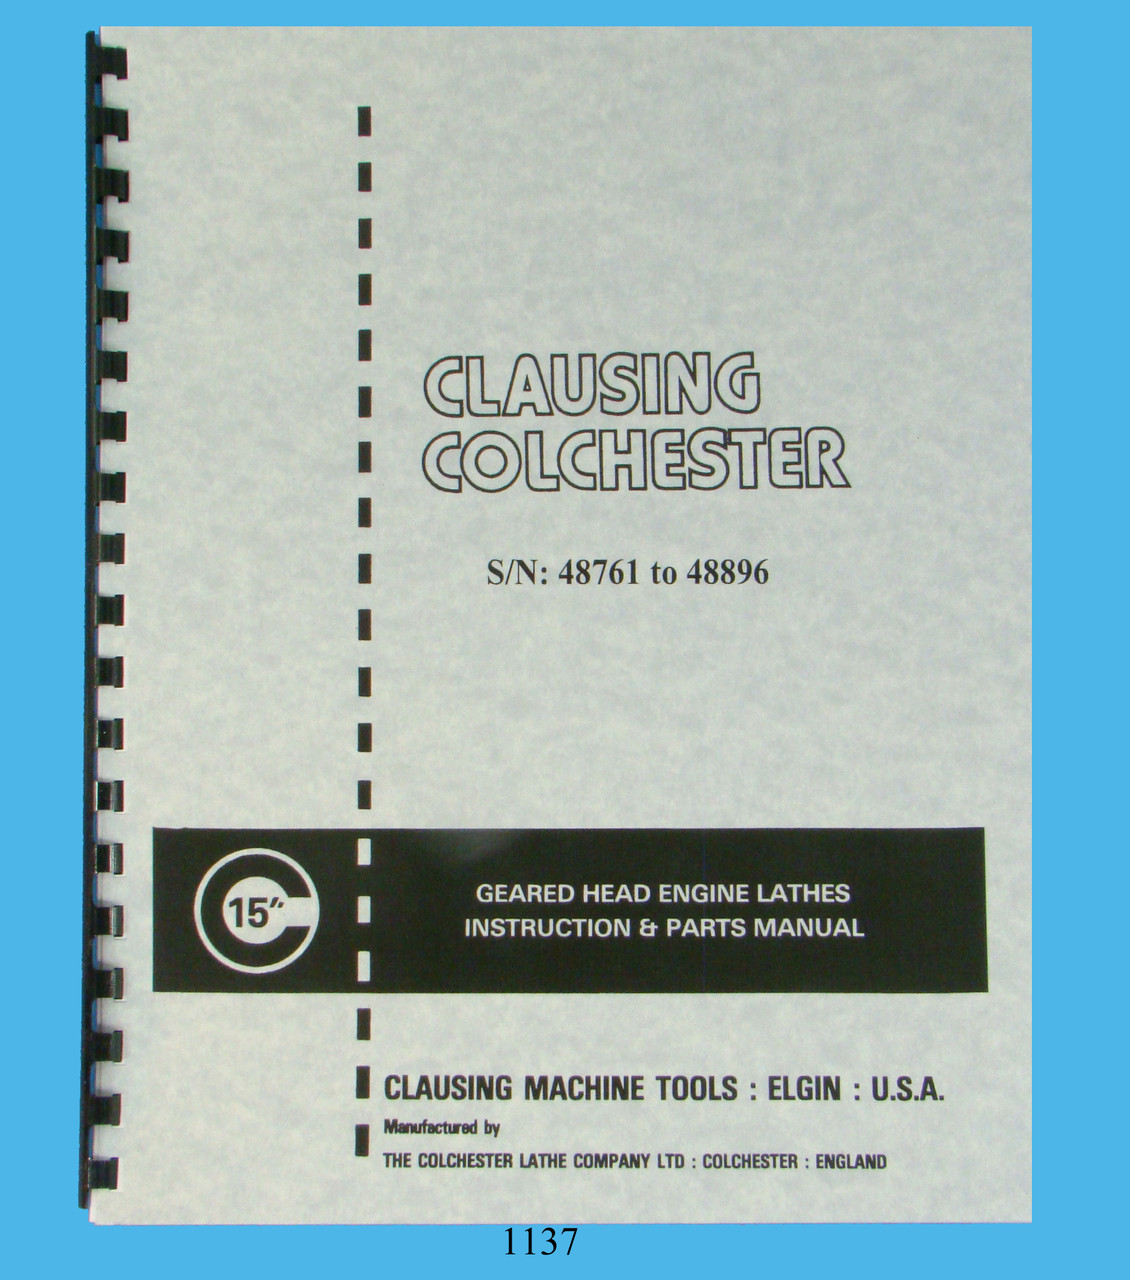 CLAUSING
COLCHESTER
S/N: 48761 to 48896
15"
GEARED HEAD ENGINE LATHES
INSTRUCTION & PARTS MANUAL
CLAUSING MACHINE TOOLS : ELGIN : U.S.A.
Manufactured by
THE COLCHESTER LATHE COMPANY LTD : COLCHESTER : ENGLAND
1137